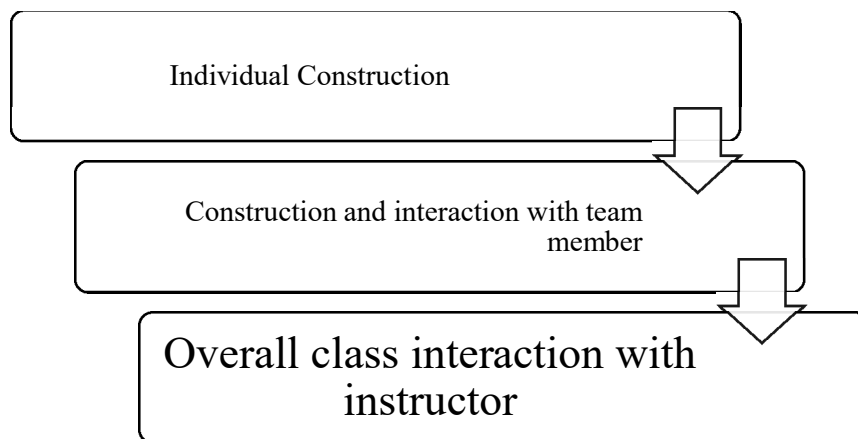 Individual Construction
Construction and interaction with team
member
Overall class interaction with
instructor